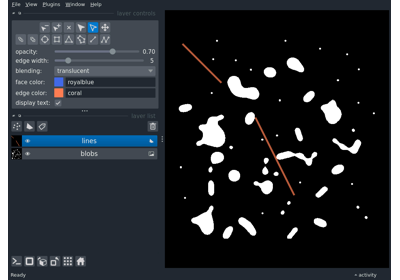 File View Plugins Window Help
layer controls
opacity: 0.70
edge width: 5
blending: translucent
face color: royalblue
edge color: coral
display text:
layer list
lines
blobs
Ready activity